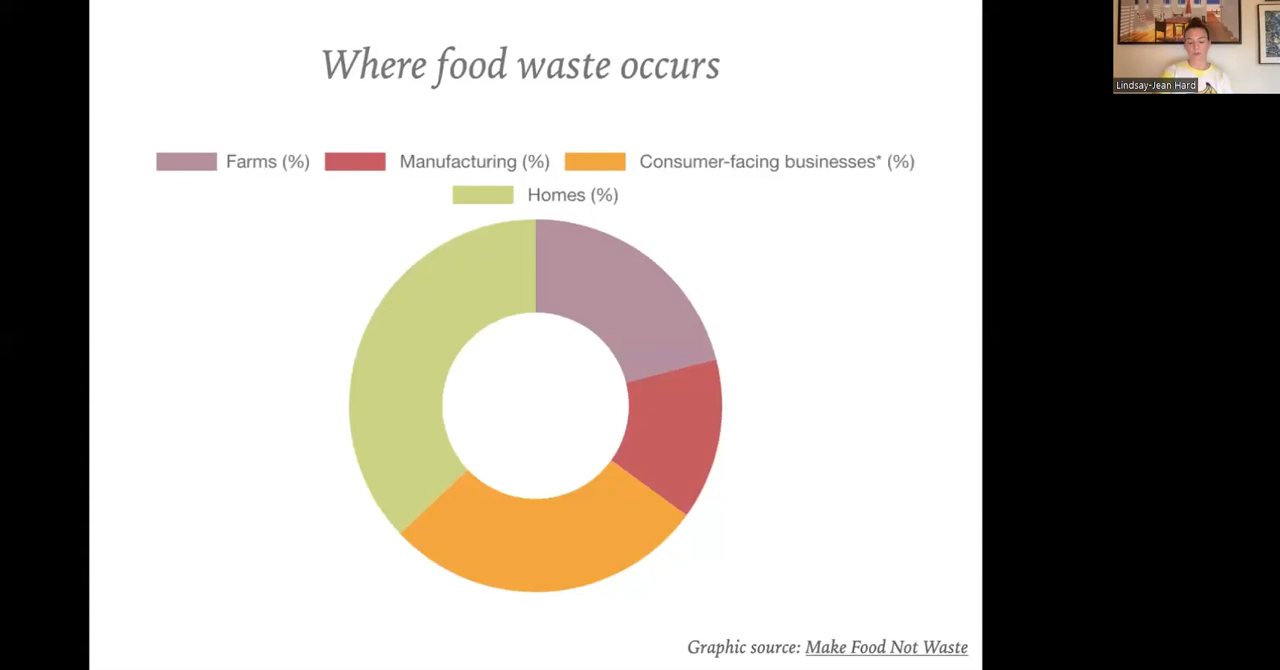 Where food waste occurs
Lindsay-Jean Hard
Farms (%) Manufacturing (%) Consumer-facing businesses* (%)
Homes (%)
Graphic source: Make Food Not Waste